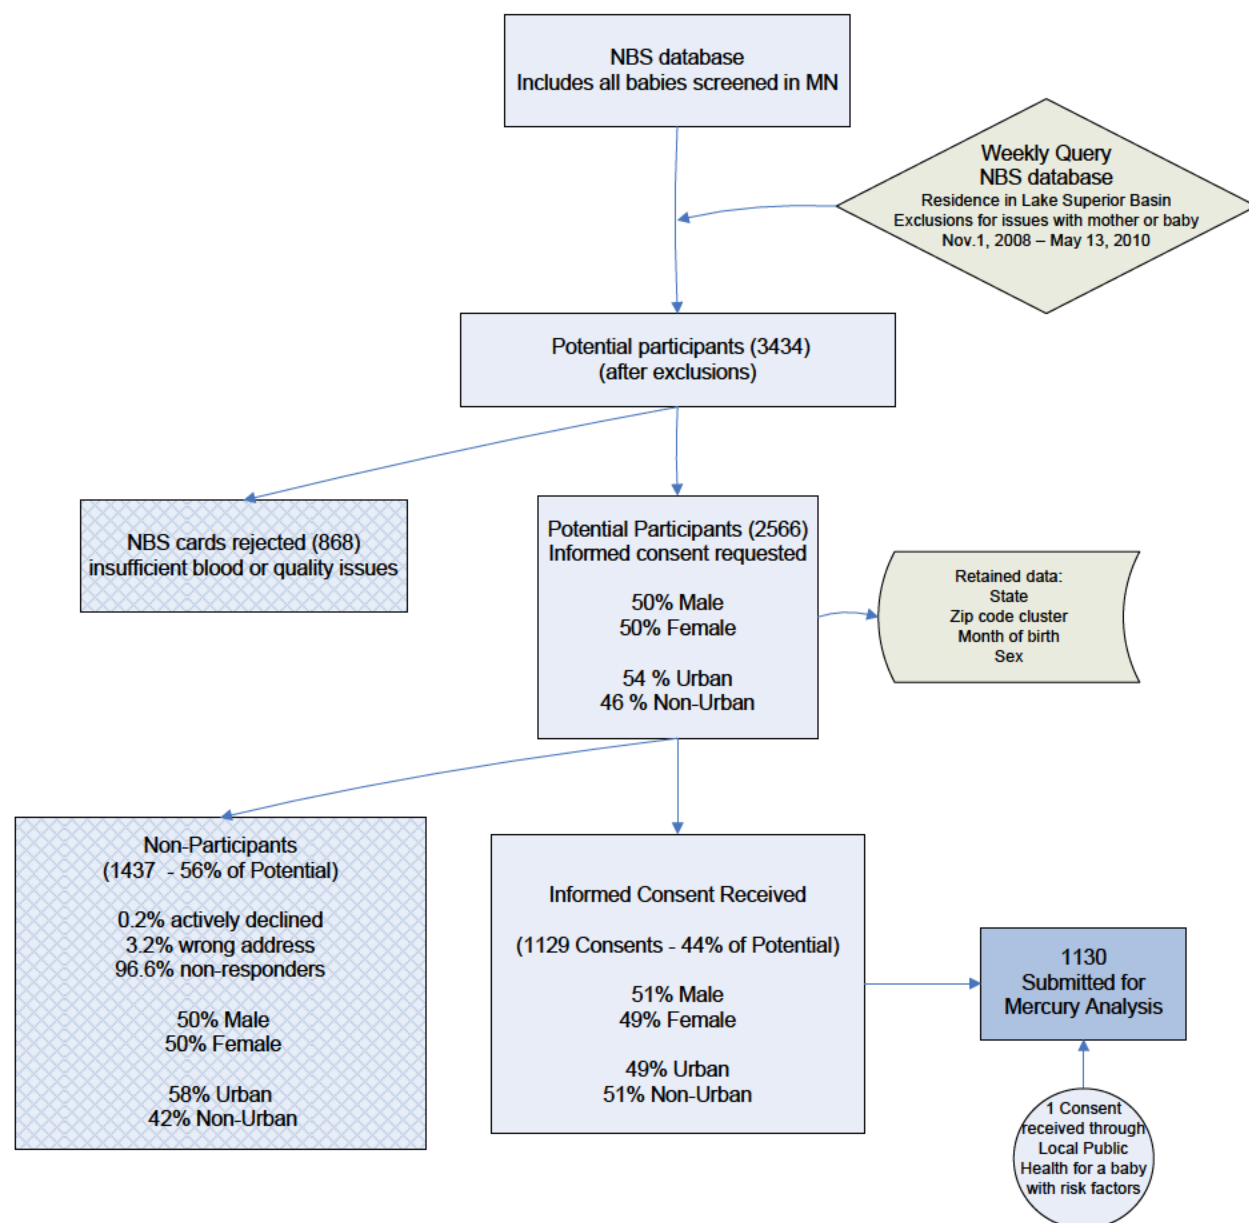 NBS database
Includes all babies screened in MN
Weekly Query
NBS database
Residence in Lake Superior Basin
Exclusions for issues with mother or baby
Nov.1, 2008 – May 13, 2010
Potential participants (3434)
(after exclusions)
NBS cards rejected (868)
insufficient blood or quality issues
Potential Participants (2566)
Informed consent requested
50% Male
50% Female
54 % Urban
46 % Non-Urban
Retained data:
State
Zip code cluster
Month of birth
Sex
Non-Participants
(1437 - 56% of Potential)
0.2% actively declined
3.2% wrong address
96.6% non-responders
50% Male
50% Female
58% Urban
42% Non-Urban
Informed Consent Received
(1129 Consents - 44% of Potential)
51% Male
49% Female
49% Urban
51% Non-Urban
1130
Submitted for
Mercury Analysis
1 Consent
received through
Local Public
Health for a baby
with risk factors